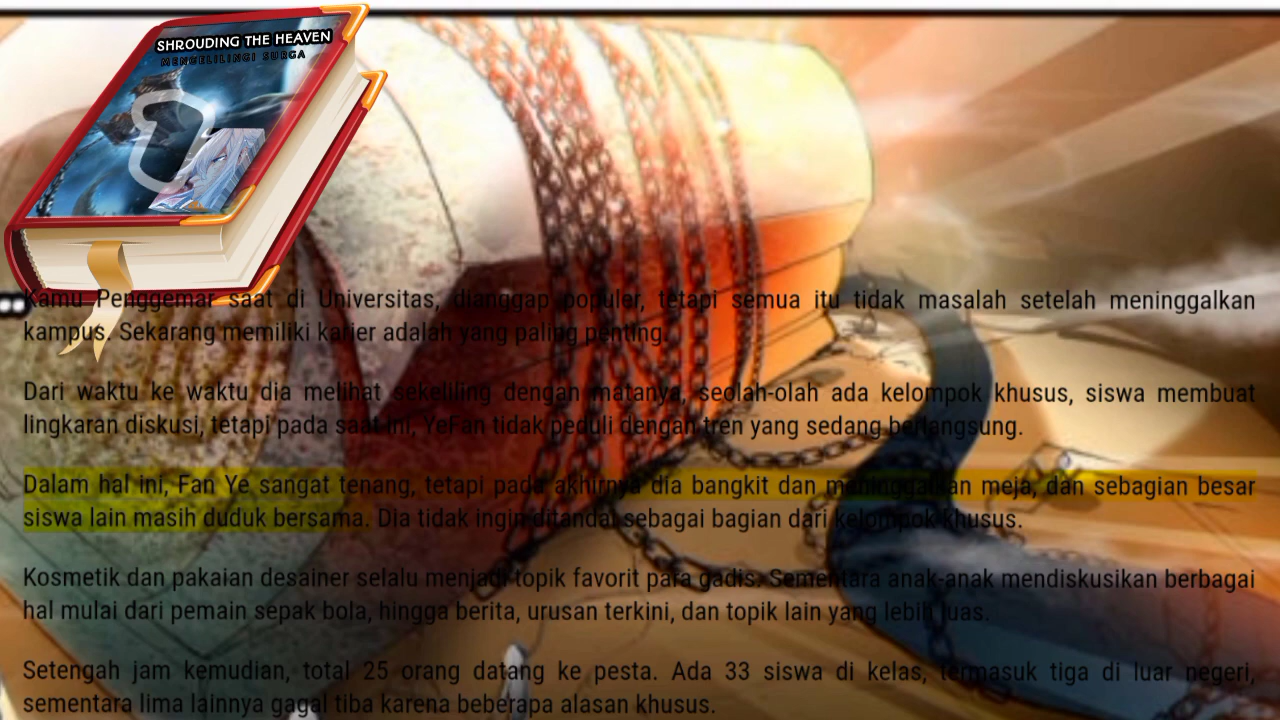 SHROUDING THE HEAVEN
MENGELILINGI SURGA
Kamu Penggemar saat di Universitas, dianggap populer, tetapi semua itu tidak masalah setelah meninggalkan
kampus. Sekarang memiliki karier adalah yang paling penting.
Dari waktu ke waktu dia melihat sekeliling dengan matanya, seolah-olah ada kelompok khusus, siswa membuat
lingkaran diskusi, tetapi pada saat ini, YeFan tidak peduli dengan tren yang sedang berlangsung.
Dalam hal ini, Fan Ye sangat tenang, tetapi pada akhirnya dia bangkit dan meninggalkan meja, dan sebagian besar
siswa lain masih duduk bersama. Dia tidak ingin ditandai sebagai bagian dari kelompok khusus.
Kosmetik dan pakaian desainer selalu menjadi topik favorit para gadis. Sementara anak-anak mendiskusikan berbagai
hal mulai dari pemain sepak bola, hingga berita, urusan terkini, dan topik lain yang lebih luas.
Setengah jam kemudian, total 25 orang datang ke pesta. Ada 33 siswa di kelas, termasuk tiga di luar negeri,
sementara lima lainnya gagal tiba karena beberapa alasan khusus.